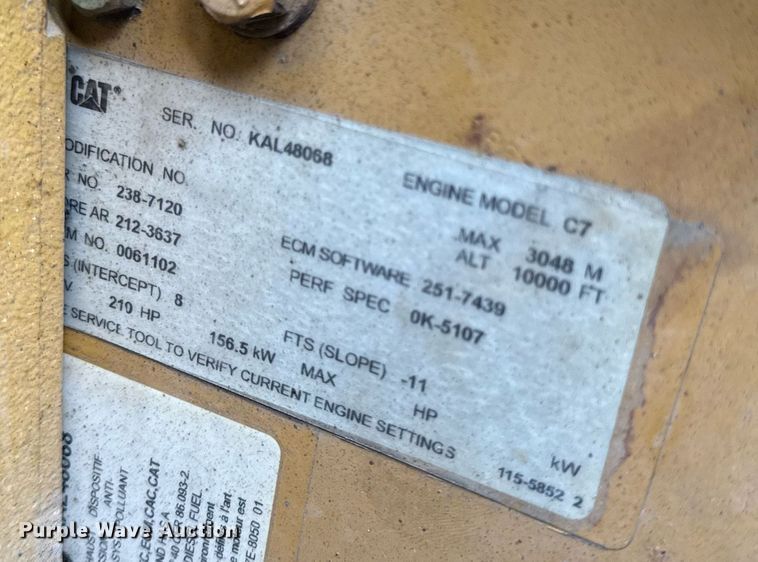 CAT
SER. NO. KAL48068
ENGINE MODEL C7
ODIFICATION NO.
MAX 3048 M
ALT 10000 FT
R NO. 238-7120
ORE AR 212-3637
ECM SOFTWARE 251-7439
M NO. 0061102
PERF SPEC 0K-5107
S (INTERCEPT) 8
FTS (SLOPE) -11
V 210 HP 156.5 kW MAX HP kW
E SERVICE TOOL TO VERIFY CURRENT ENGINE SETTINGS
115-5852 2
DISPOSITIF
ANTI-
DIESEL FUEL
E-8050 01
Purple Wave Auction